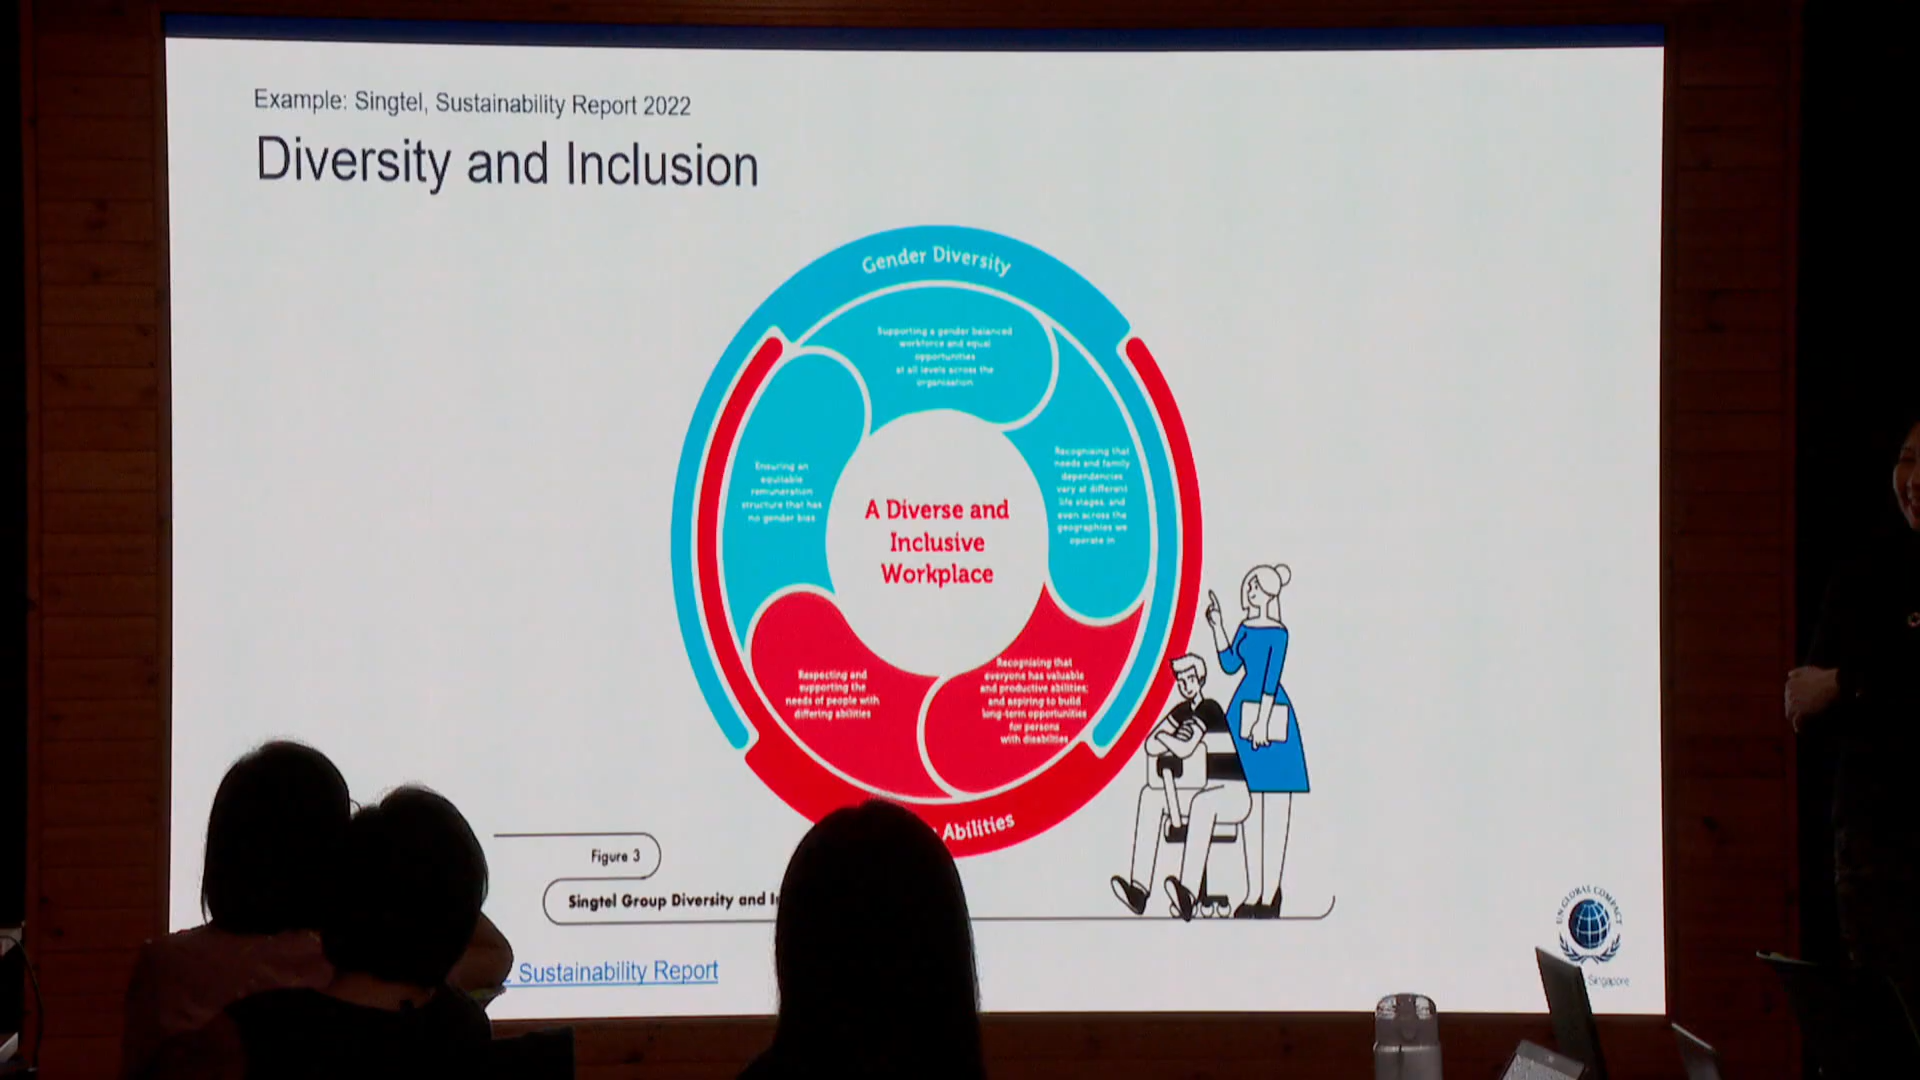 Example: Singtel, Sustainability Report 2022
Diversity and Inclusion
Gender Diversity
Supporting a gender balanced
workforce and equal
opportunities
at all levels across the
organisation
Recognising that
needs and family
dependencies
vary at different
life stages, and
even across the
geographies we
operate in
Ensuring an
equitable
remuneration
structure that has
no gender bias
A Diverse and
Inclusive
Workplace
Respecting and
supporting the
needs of people with
differing abilities
Recognising that
everyone has valuable
and productive abilities;
and aspiring to build
long-term opportunities
for persons
with disabilities
Abilities
Figure 3
Singtel Group Diversity and
Sustainability Report
UN GLOBAL COMPACT
Singapore